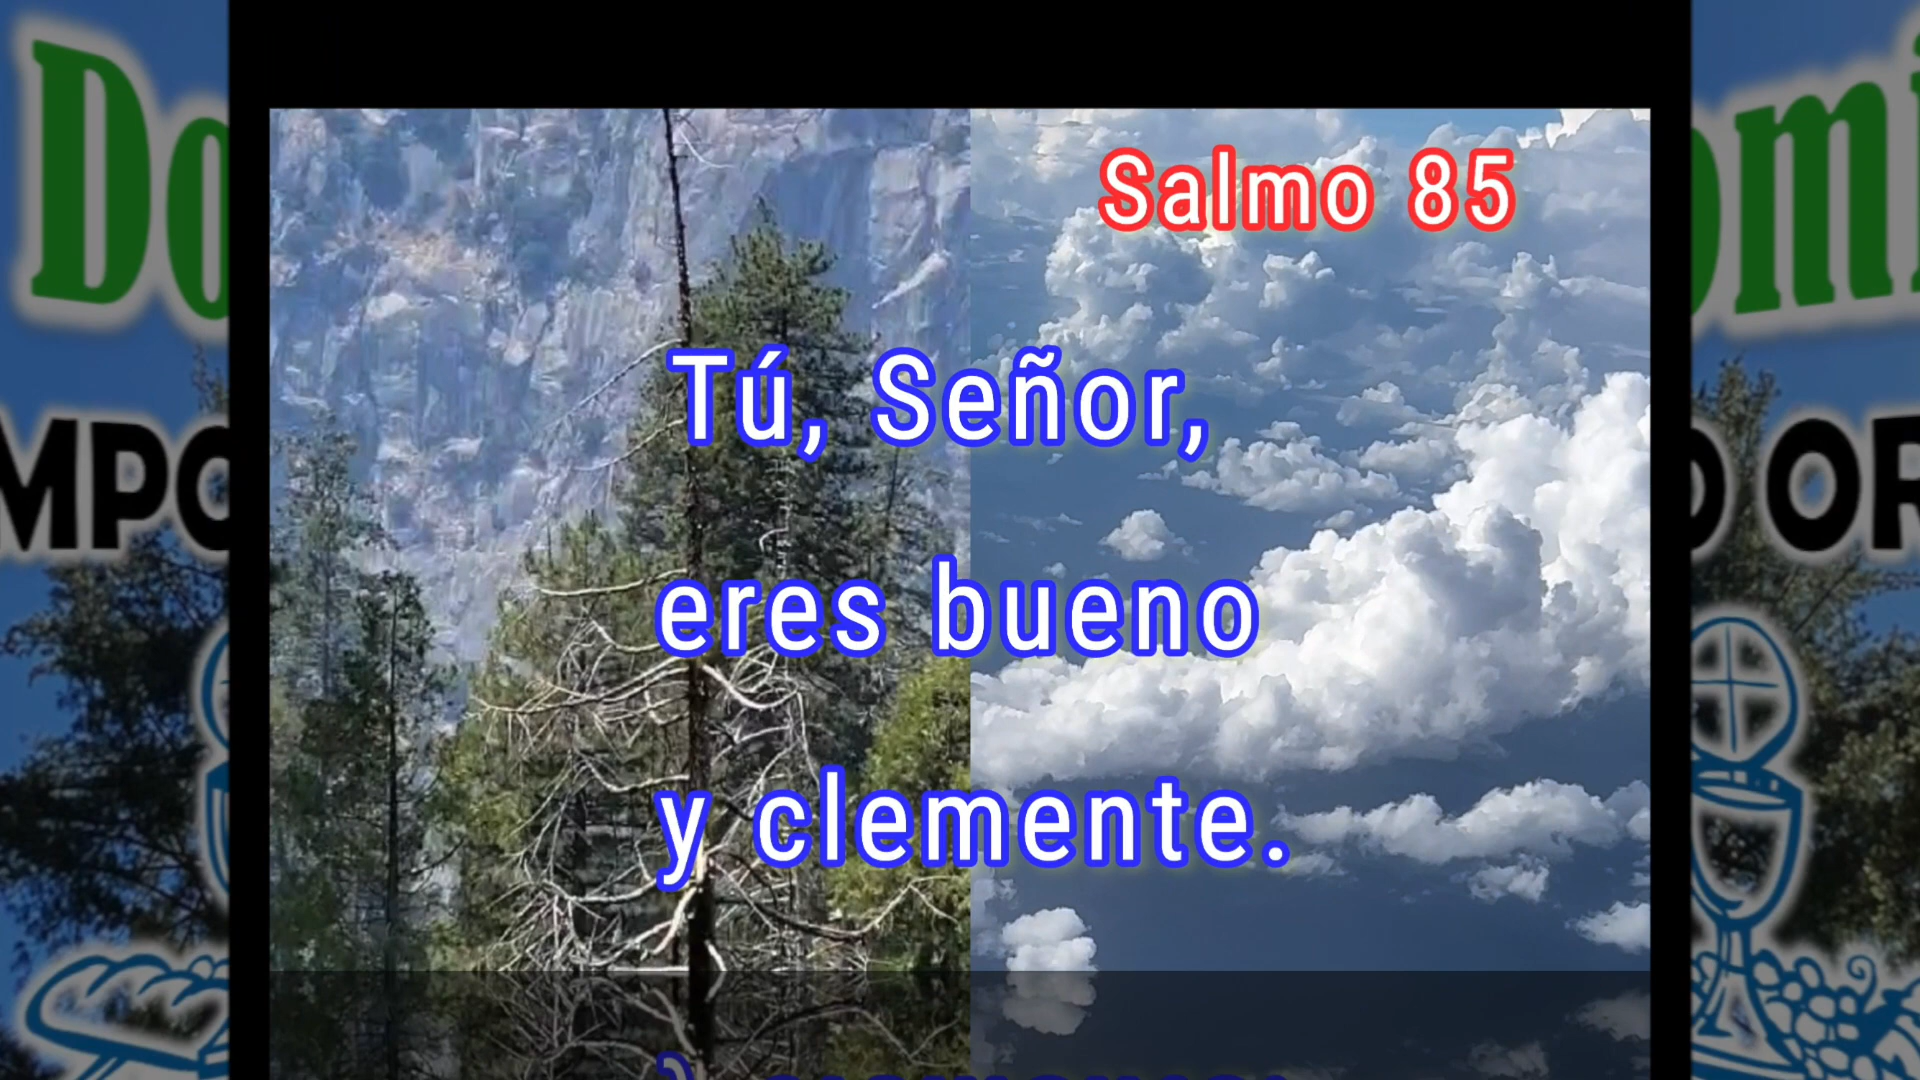 Salmo 85
Tú, Señor,
eres bueno
y clemente.